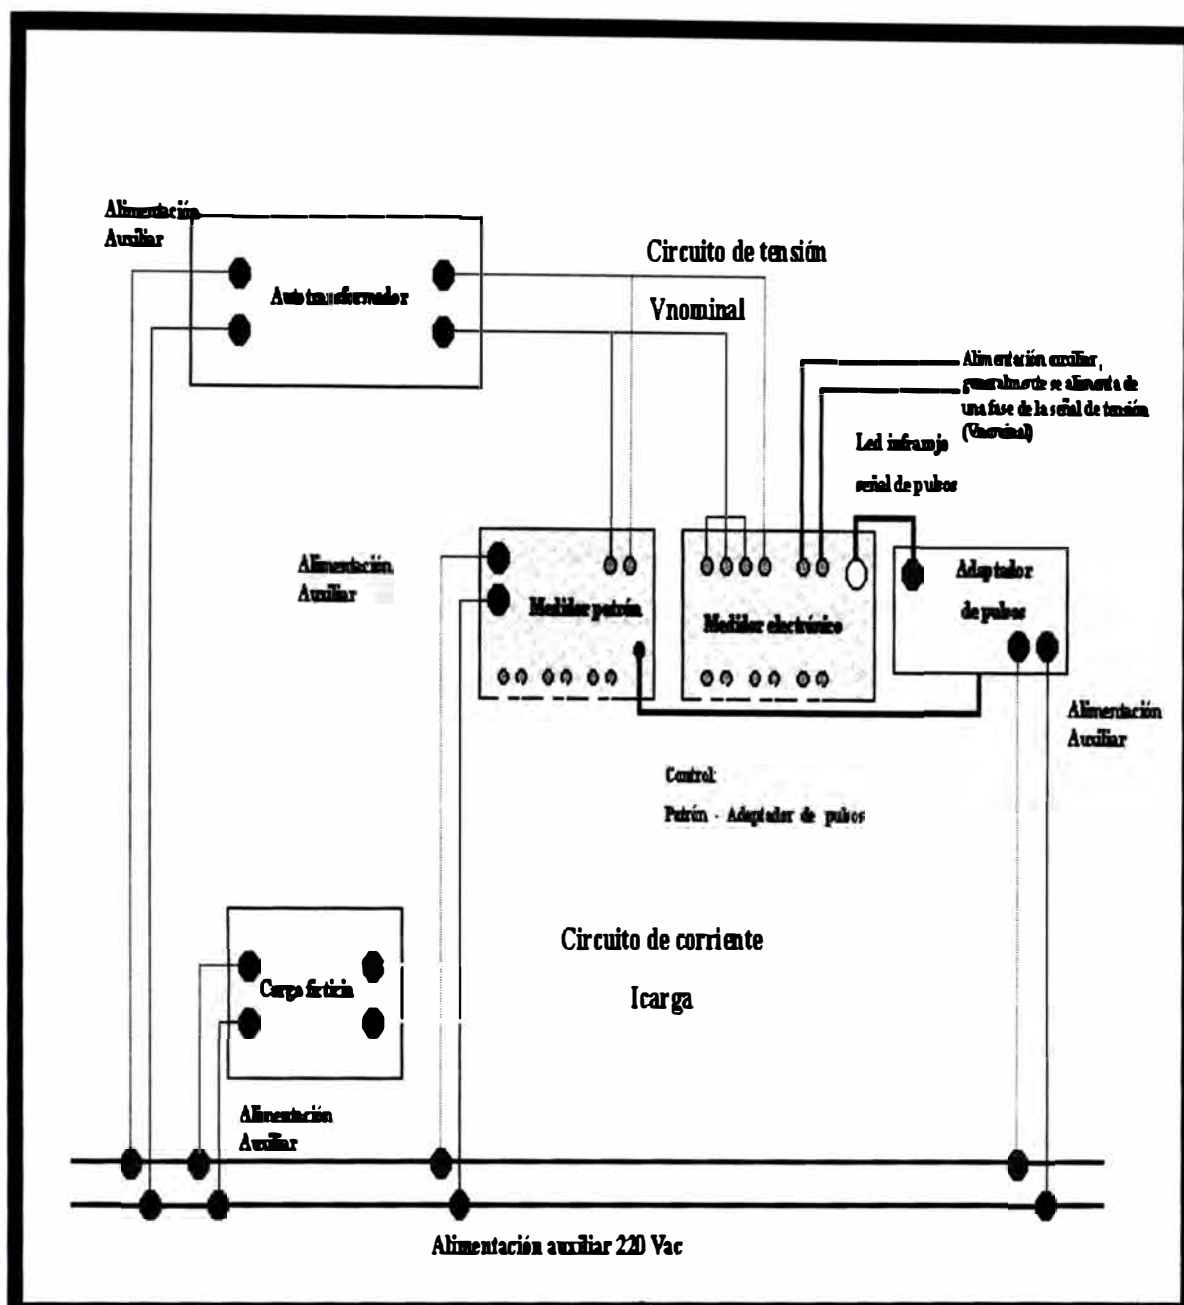 Alimentación
Auxiliar
Autotransformador
Circuito de tensión
Vnominal
Alimentación auxiliar,
generalmente se alimenta de
una fase de la señal de tensión
(Vnominal)
Led infrarrojo
señal de pulsos
Alimentación
Auxiliar
Medidor patrón
Medidor electrónico
Adaptador
de pulsos
Alimentación
Auxiliar
Control:
Patrón - Adaptador de pulsos
Circuito de corriente
Icarga
Carga ficticia
Alimentación
Auxiliar
Alimentación auxiliar 220 Vac